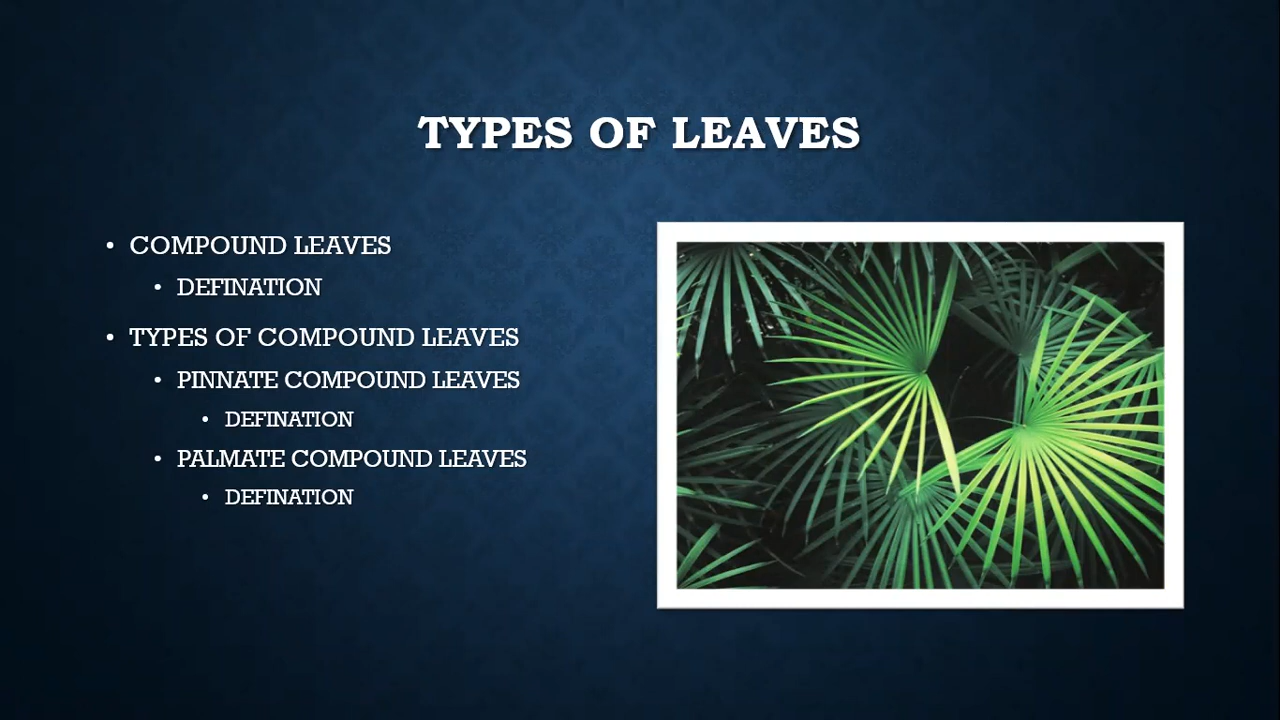 TYPES OF LEAVES
• COMPOUND LEAVES
• DEFINATION
• TYPES OF COMPOUND LEAVES
• PINNATE COMPOUND LEAVES
• DEFINATION
• PALMATE COMPOUND LEAVES
• DEFINATION